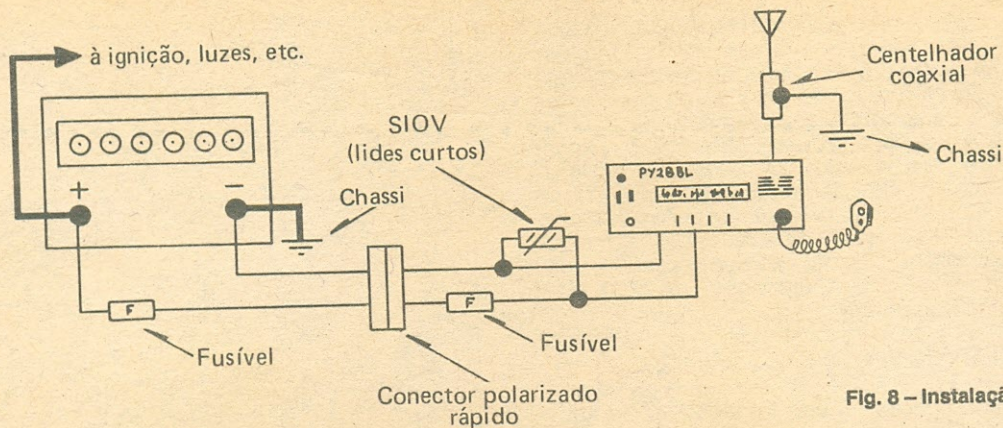 à ignição, luzes, etc.
Centelhador
coaxial
SIOV
(lides curtos)
Chassi
Chassi
PY2BBL
+
−
F
F
Fusível
Fusível
Conector polarizado
rápido
Fig. 8 – Instalaçã